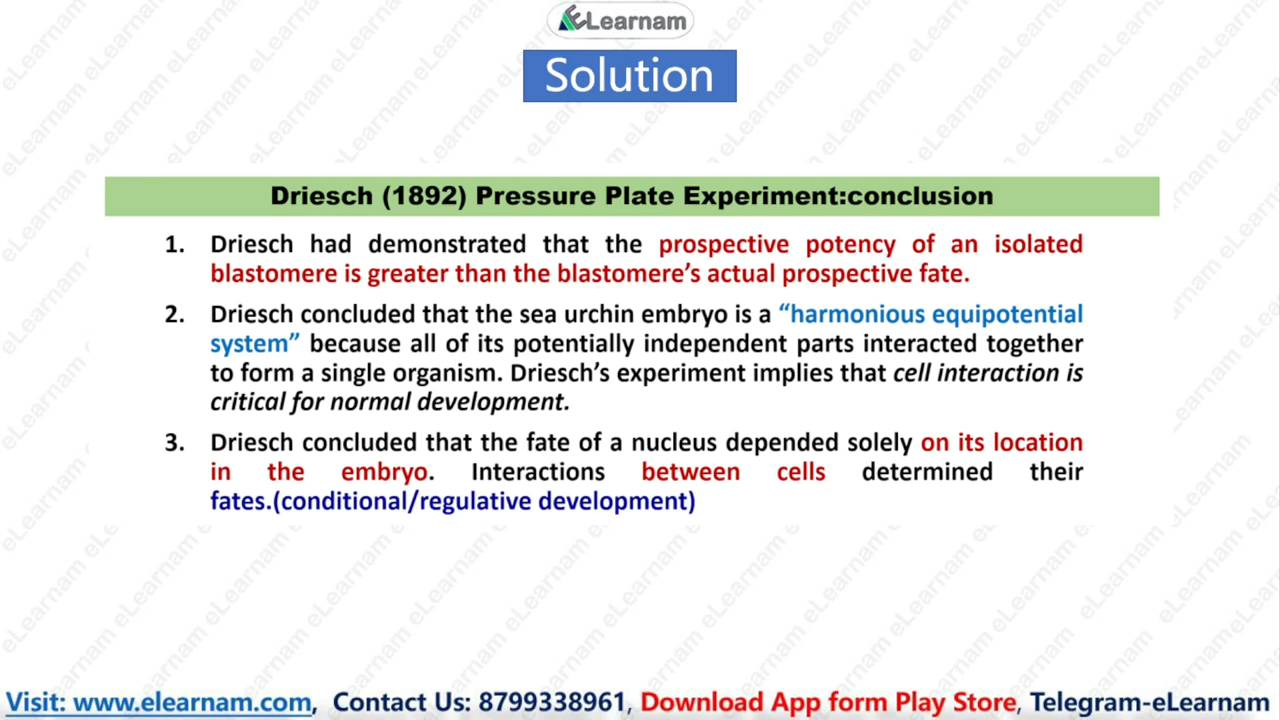 eLearnam
Solution
Driesch (1892) Pressure Plate Experiment:conclusion
1. Driesch had demonstrated that the prospective potency of an isolated
blastomere is greater than the blastomere's actual prospective fate.
2. Driesch concluded that the sea urchin embryo is a “harmonious equipotential
system” because all of its potentially independent parts interacted together
to form a single organism. Driesch's experiment implies that cell interaction is
critical for normal development.
3. Driesch concluded that the fate of a nucleus depended solely on its location
in the embryo. Interactions between cells determined their
fates.(conditional/regulative development)
Visit: www.elearnam.com, Contact Us: 8799338961, Download App form Play Store, Telegram-eLearnam